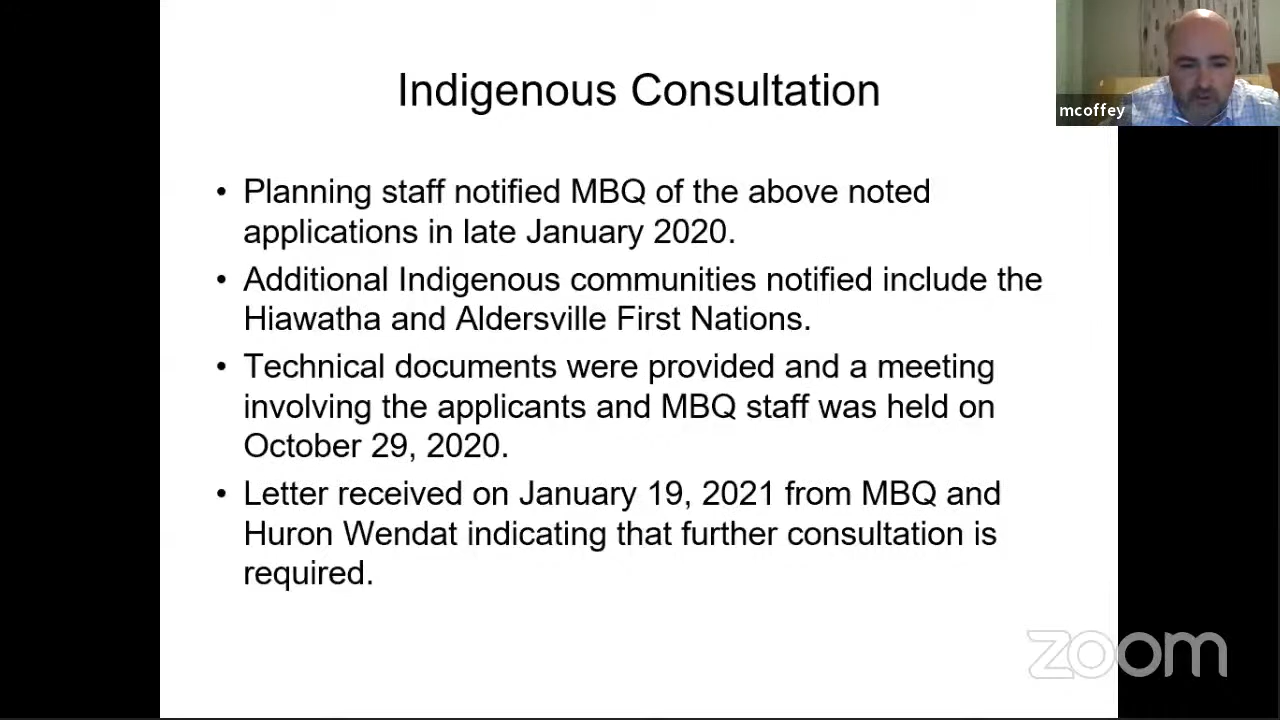 Indigenous Consultation
mcoffey
• Planning staff notified MBQ of the above noted
applications in late January 2020.
• Additional Indigenous communities notified include the
Hiawatha and Aldersville First Nations.
• Technical documents were provided and a meeting
involving the applicants and MBQ staff was held on
October 29, 2020.
• Letter received on January 19, 2021 from MBQ and
Huron Wendat indicating that further consultation is
required.
zoom